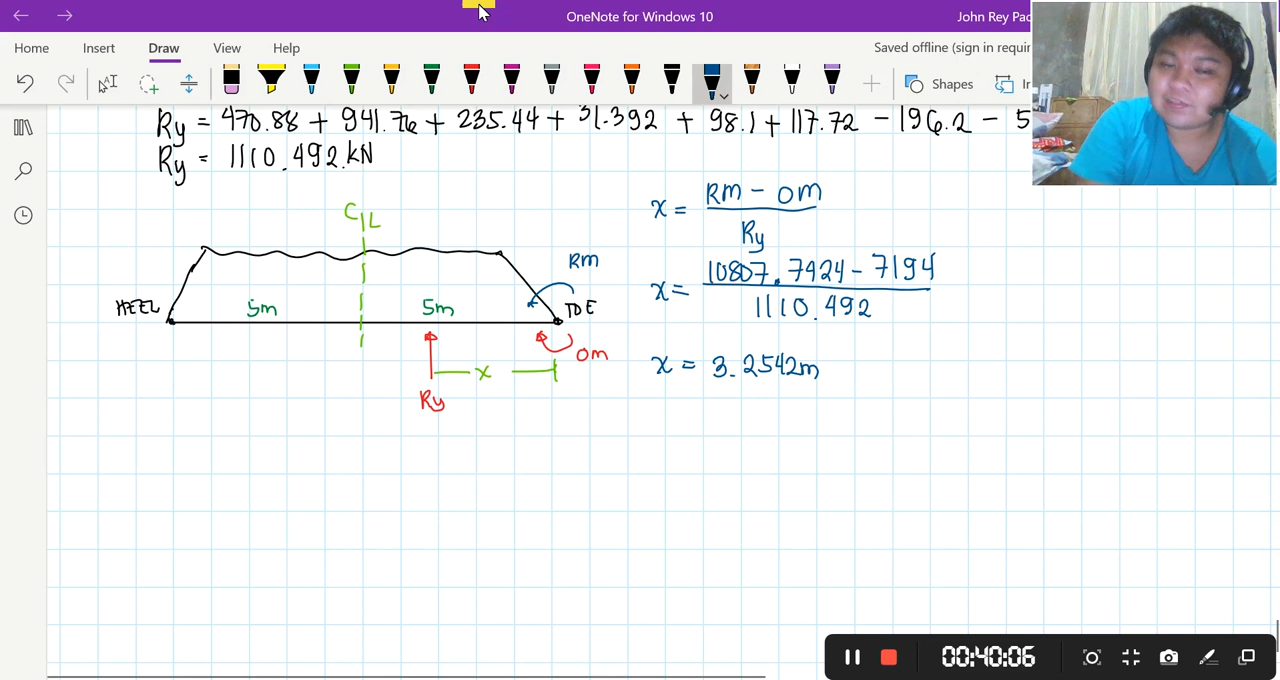 OneNote for Windows 10
John Rey Pac
Home Insert Draw View Help
Saved offline (sign in requir
Shapes
In
Ry = 470.88 + 941.76 + 235.44 + 31.392 + 98.1 + 117.72 - 196.2 - 5
Ry = 1110.492 kN
x = RM - OM
Ry
x = 10807.7424 - 7194
1110.492
x = 3.2542m
C|L
RM
HEEL
5m
5m
TOE
OM
x
Ry
00:40:06